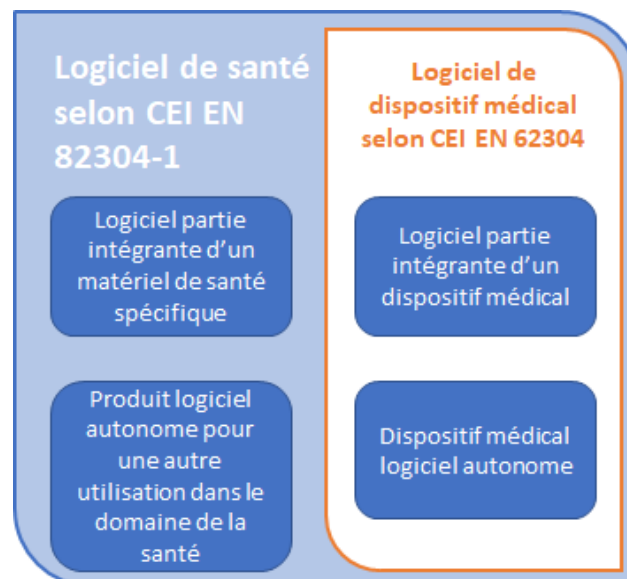 Logiciel de santé
selon CEI EN
82304-1
Logiciel partie
intégrante d'un
matériel de santé
spécifique
Produit logiciel
autonome pour
une autre
utilisation dans le
domaine de la
santé
Logiciel de
dispositif médical
selon CEI EN 62304
Logiciel partie
intégrante d'un
dispositif médical
Dispositif médical
logiciel autonome